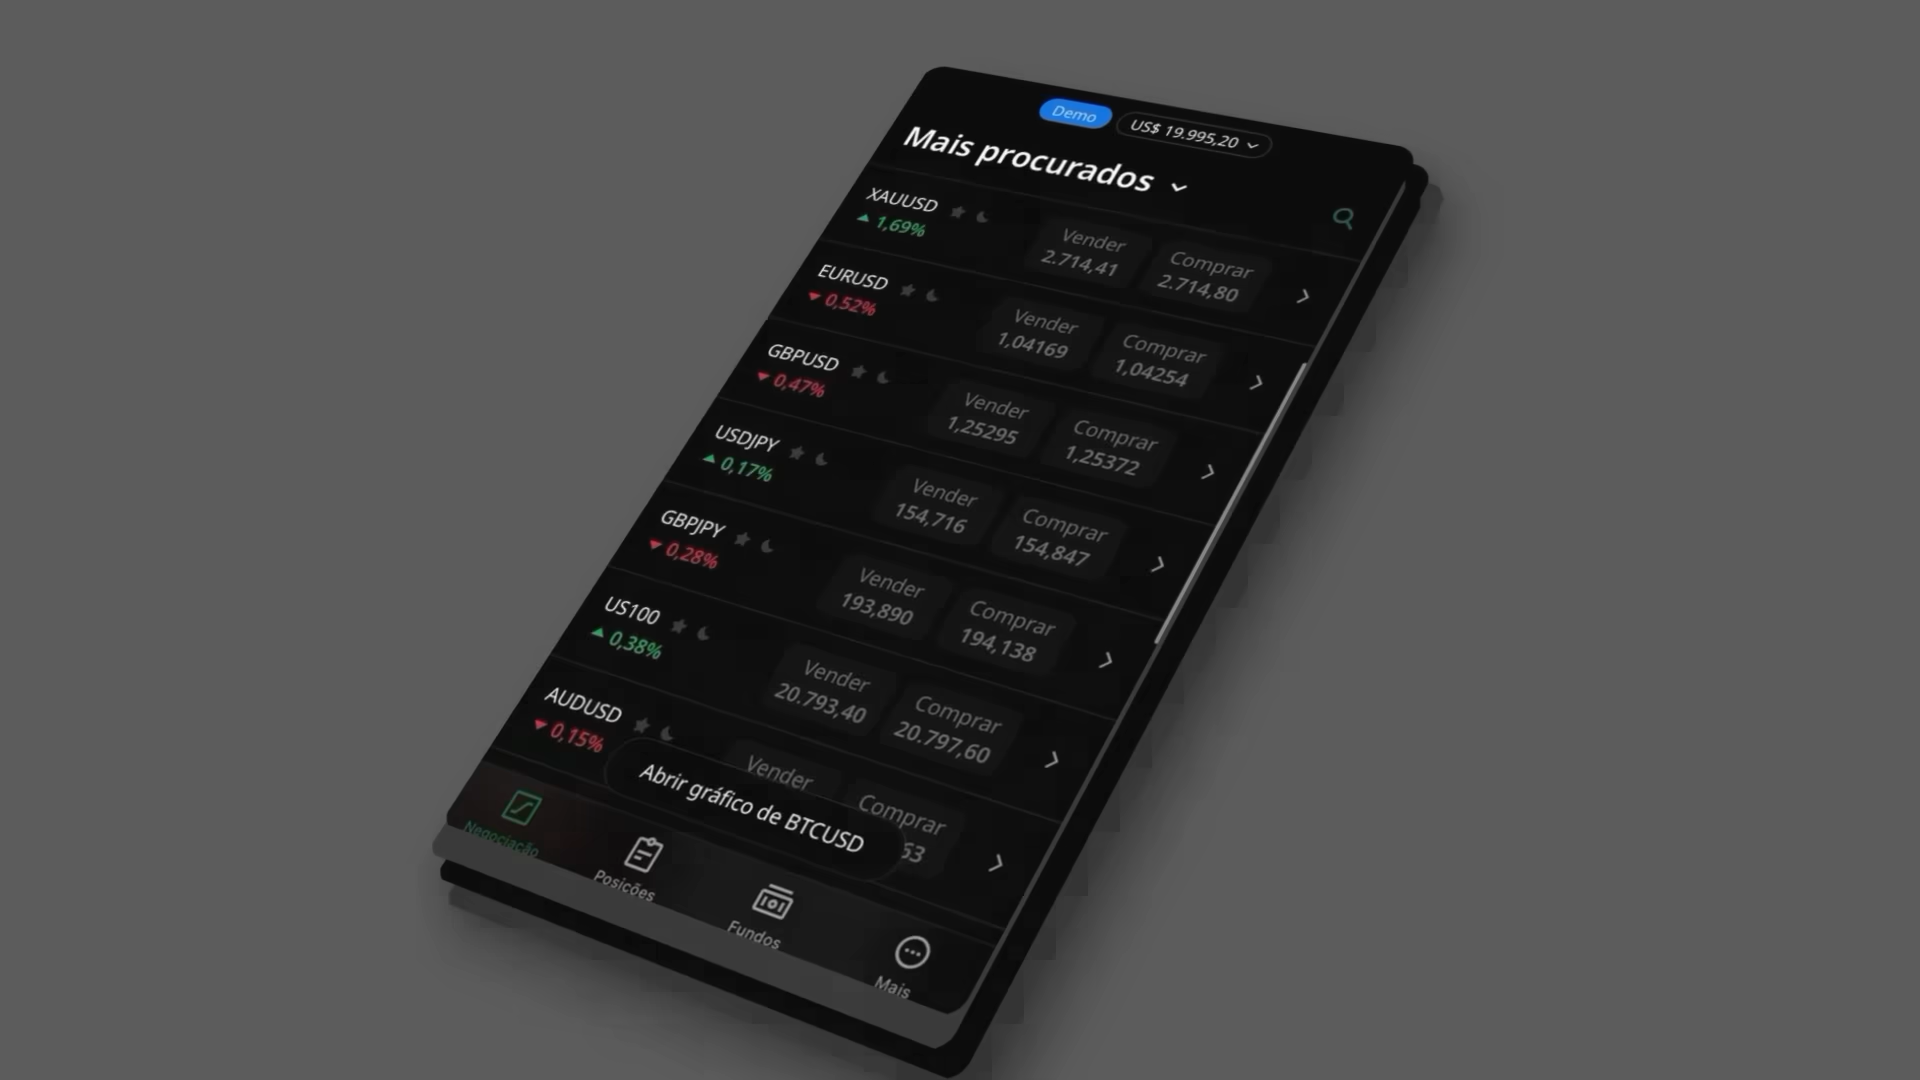 Demo US$ 19.995,20
Mais procurados
XAUUSD
1,69%
Vender
2.714,41
Comprar
2.714,80
EURUSD
0,52%
Vender
1,04169
Comprar
1,04254
GBPUSD
0,47%
Vender
1,25295
Comprar
1,25372
USDJPY
0,17%
Vender
154,716
Comprar
154,847
GBPJPY
0,28%
Vender
193,890
Comprar
194,138
US100
0,38%
Vender
20.793,40
Comprar
20.797,60
AUDUSD
0,15%
Vender
Comprar
63
Abrir gráfico de BTCUSD
Negociação
Posições
Fundos
Mais